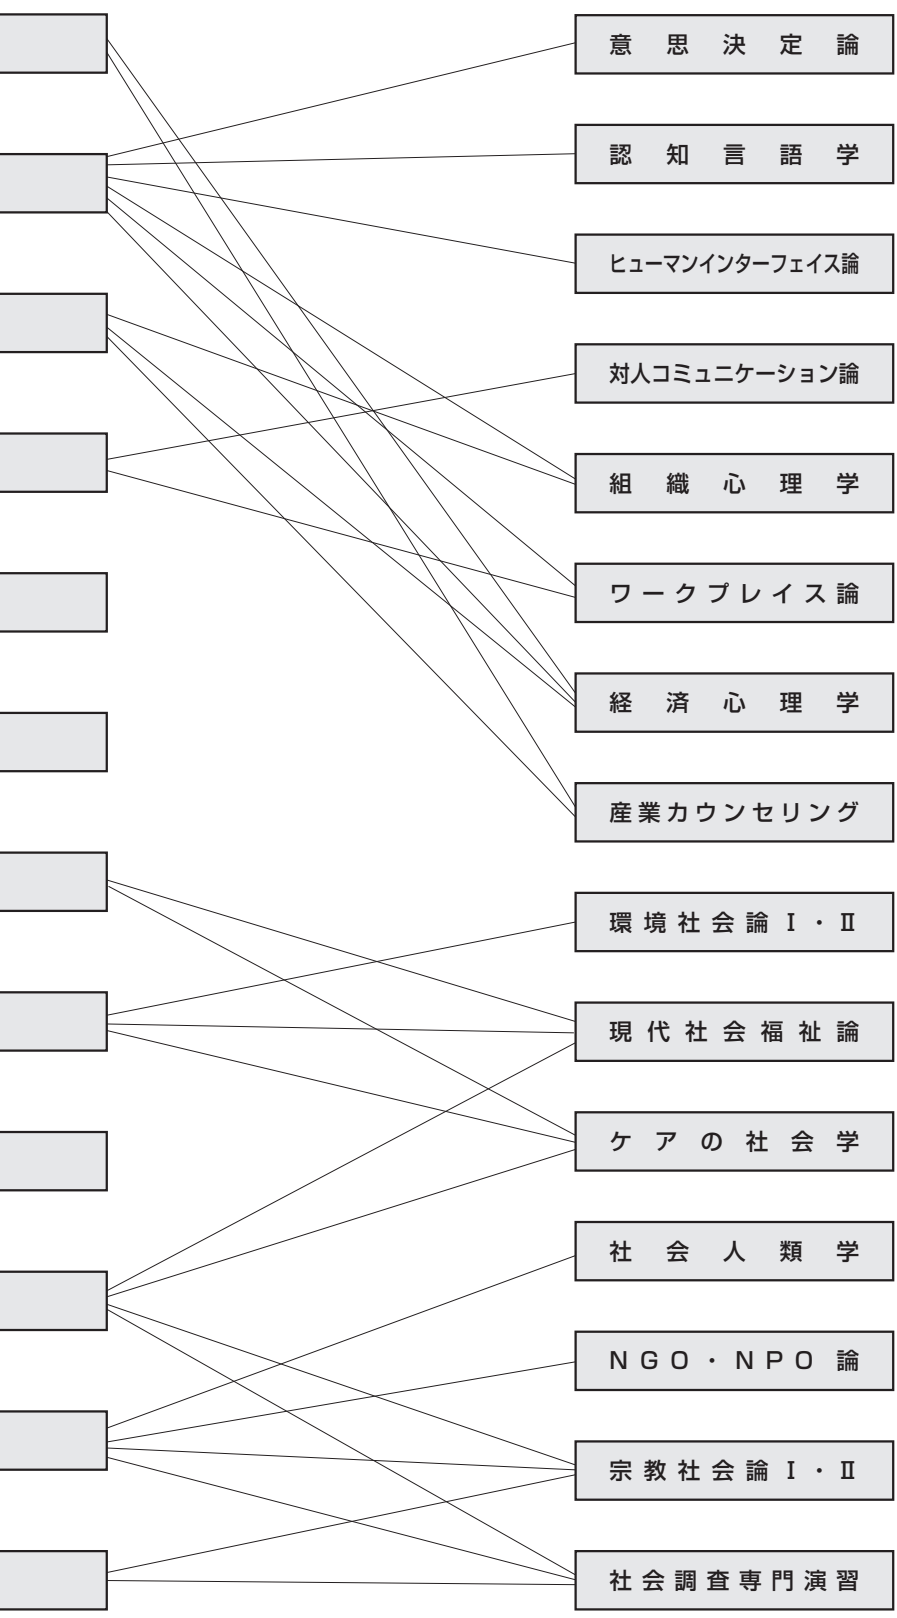 意思決定論
認知言語学
ヒューマンインターフェイス論
対人コミュニケーション論
組織心理学
ワークプレイス論
経済心理学
産業カウンセリング
環境社会論Ⅰ・Ⅱ
現代社会福祉論
ケアの社会学
社会人類学
NGO・NPO論
宗教社会論Ⅰ・Ⅱ
社会調査専門演習